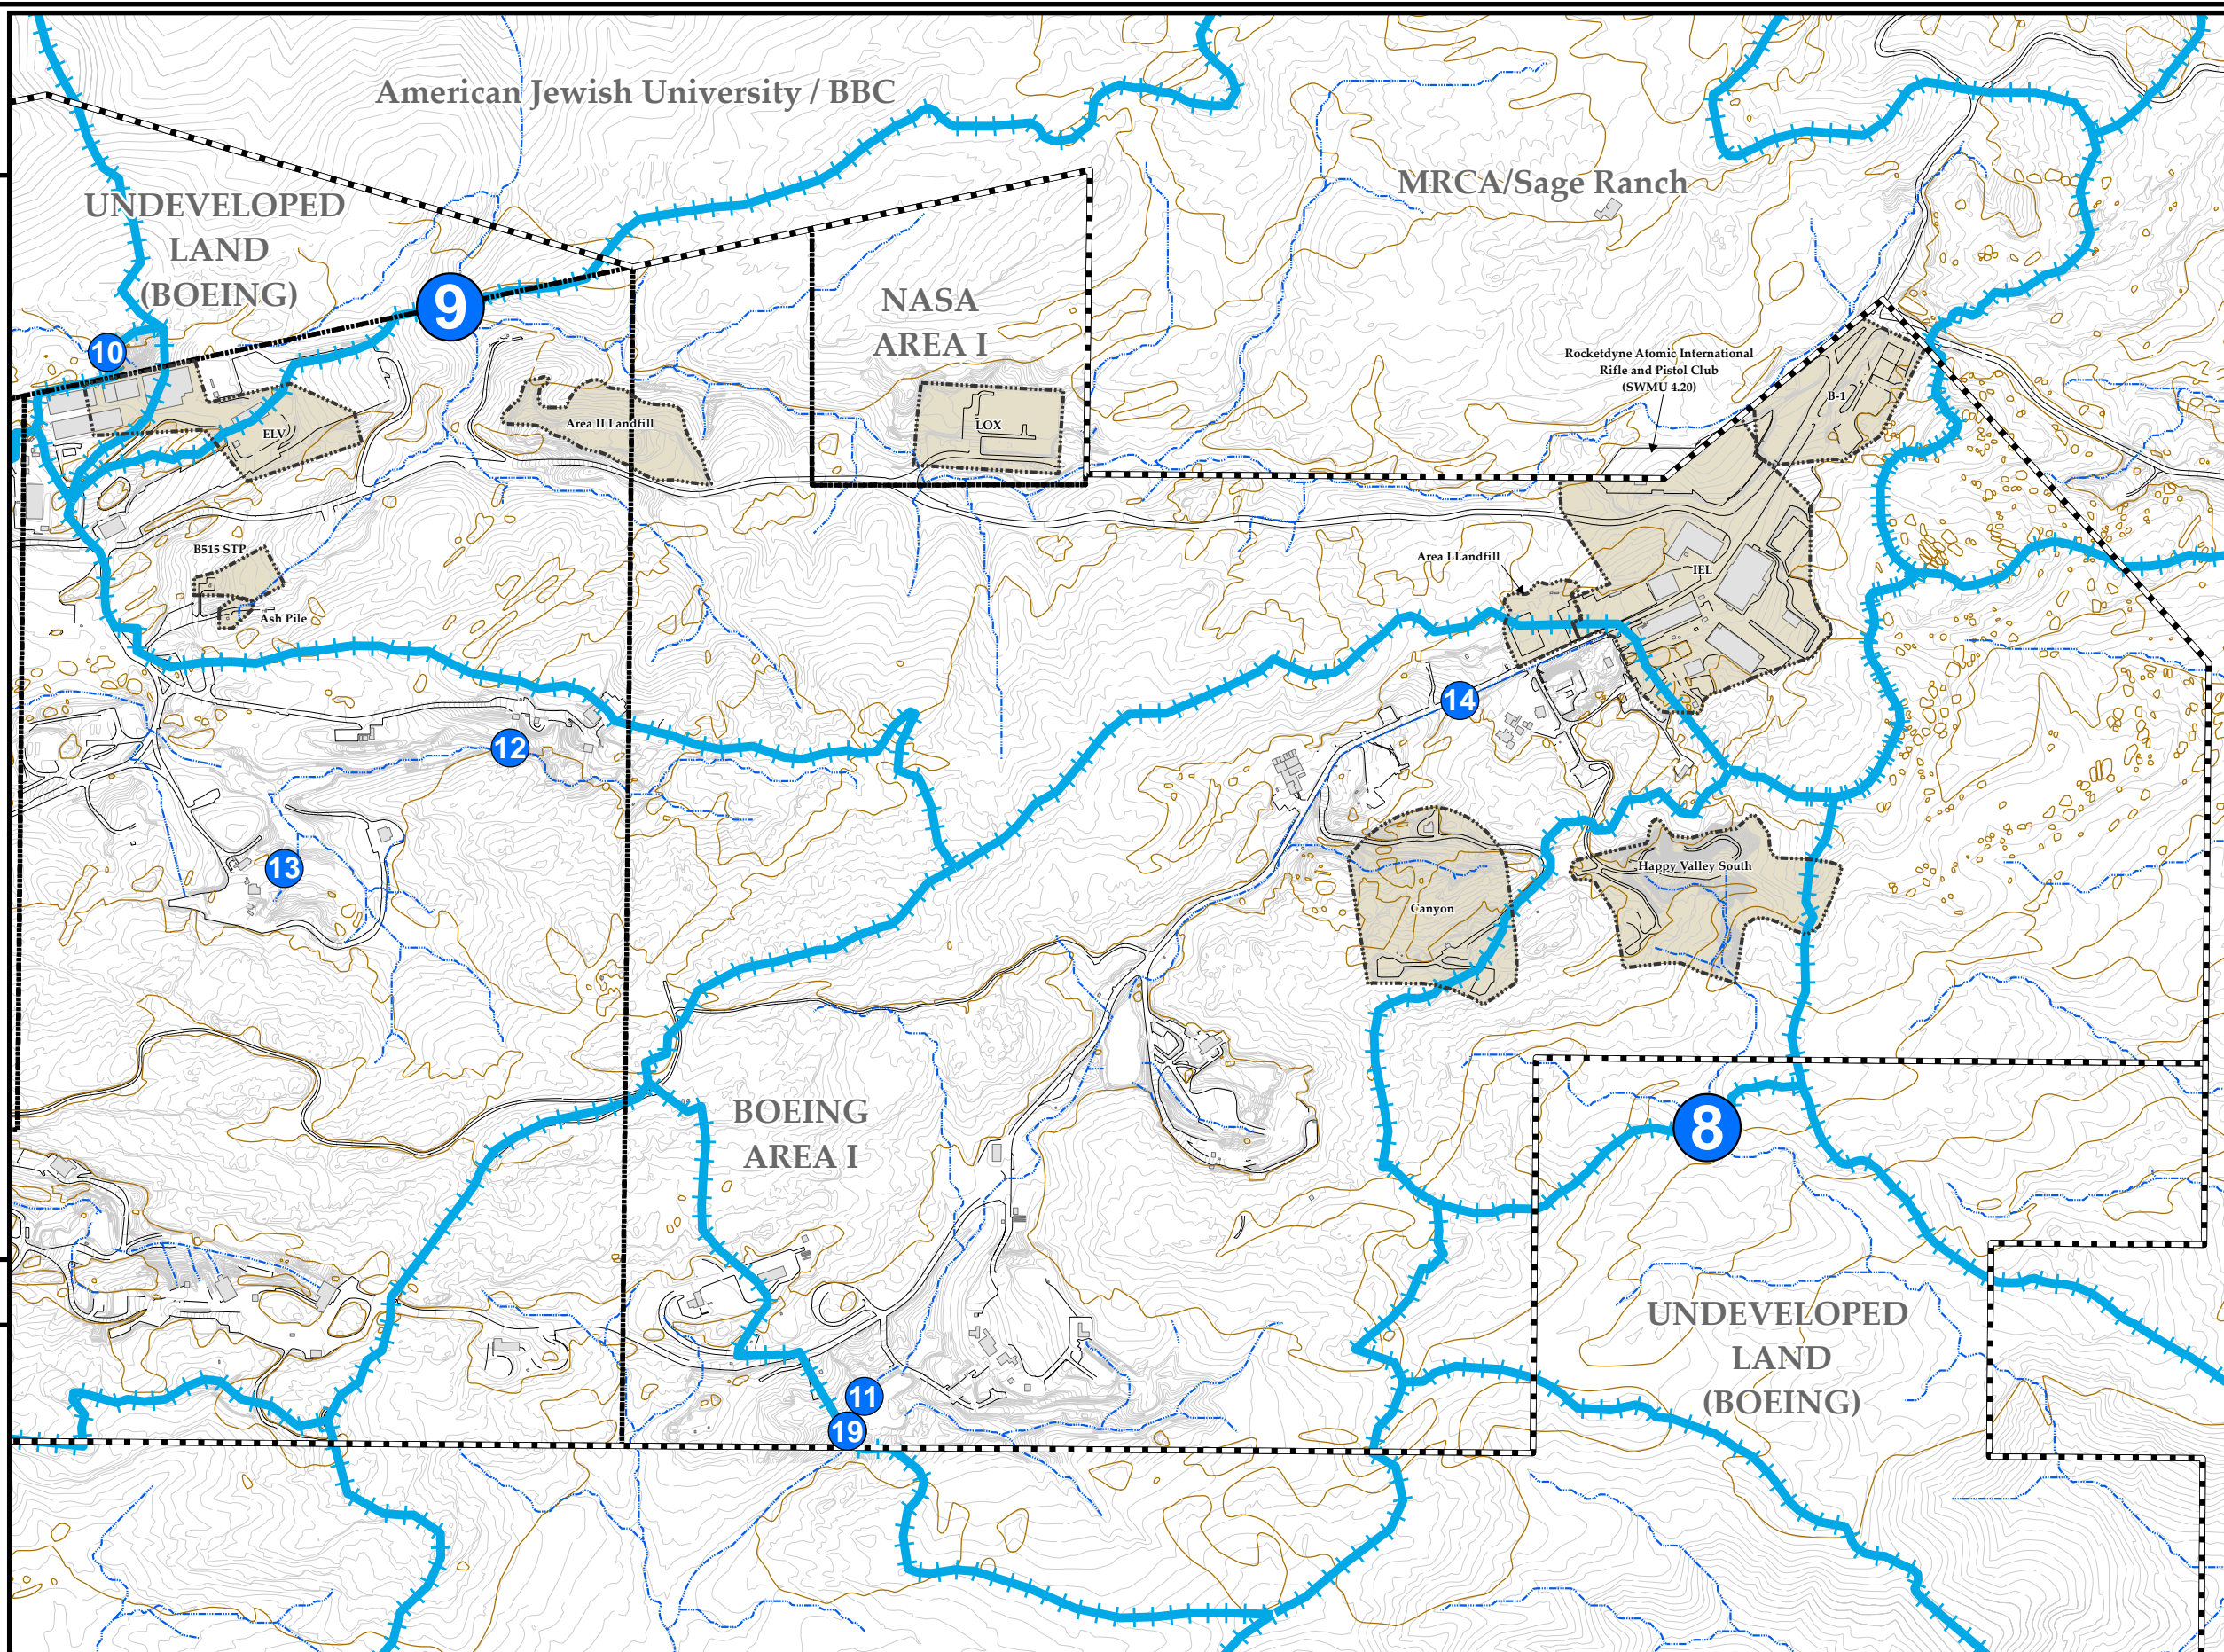 American Jewish University / BBC
UNDEVELOPED
LAND
(BOEING)
MRCA/Sage Ranch
NASA
AREA I
9
10
Rocketdyne Atomic International
Rifle and Pistol Club
(SWMU 4.20)
B-1
ELV
Area II Landfill
LOX
B515 STP
Ash Pile
Area I Landfill
IEL
14
12
13
Happy Valley South
Canyon
BOEING
AREA I
8
UNDEVELOPED
LAND
(BOEING)
11
19